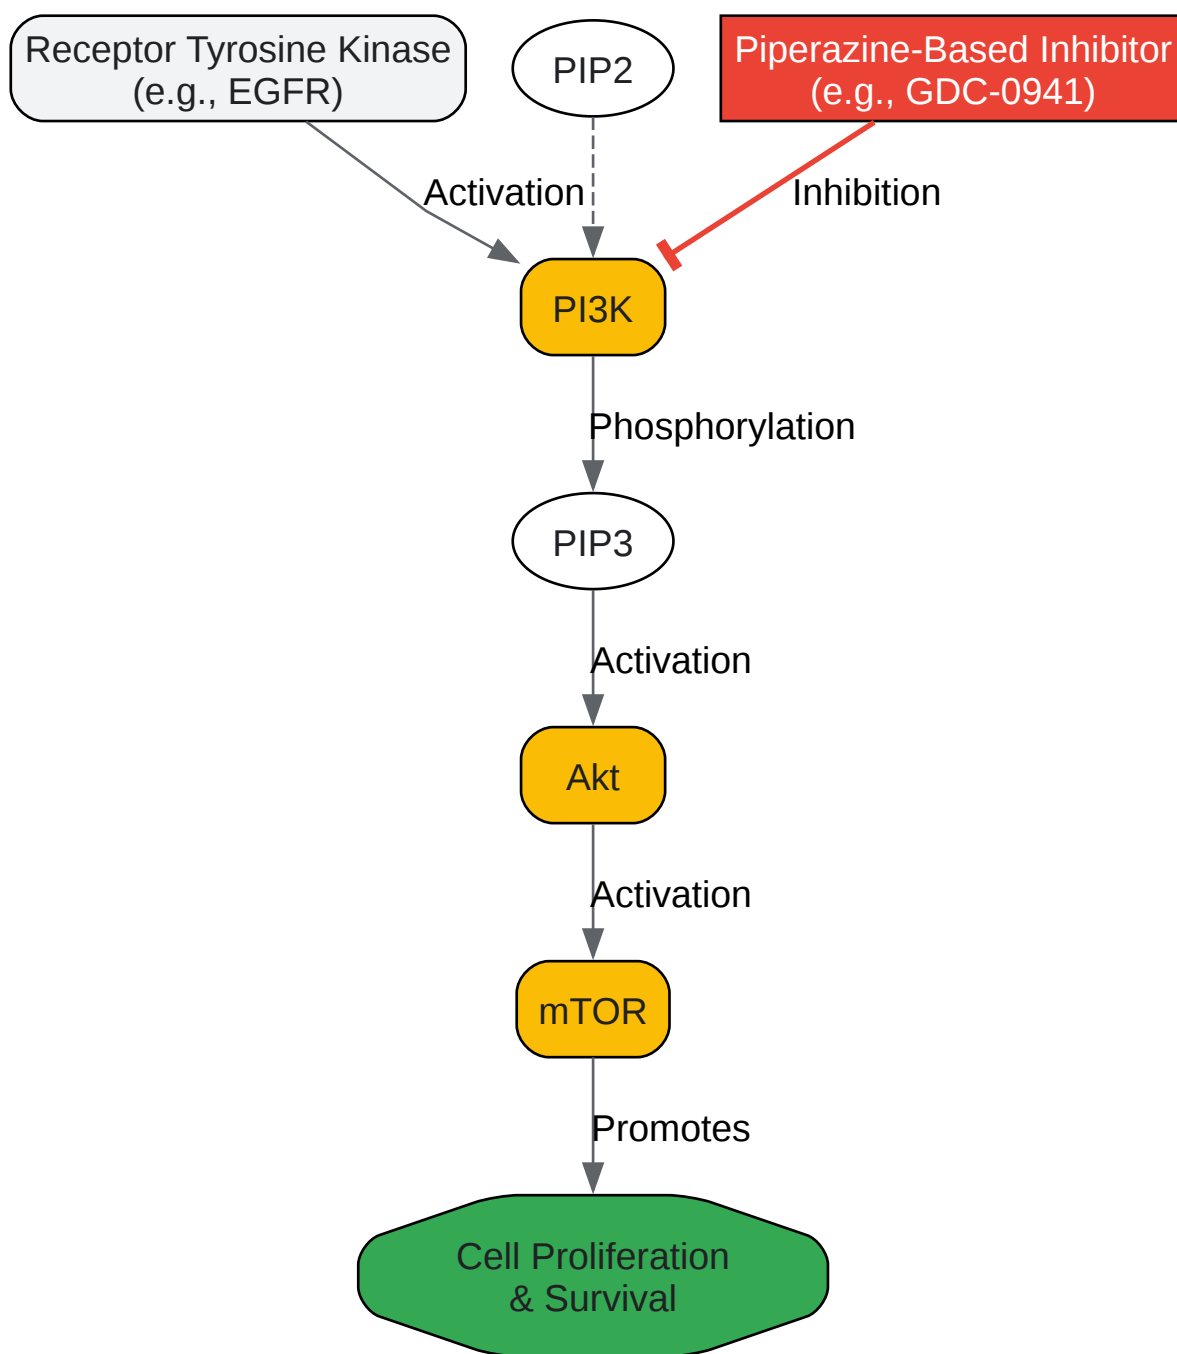 Receptor Tyrosine Kinase
(e.g., EGFR)
PIP2
Piperazine-Based Inhibitor
(e.g., GDC-0941)
Activation
Inhibition
PI3K
Phosphorylation
PIP3
Activation
Akt
Activation
mTOR
Promotes
Cell Proliferation
& Survival